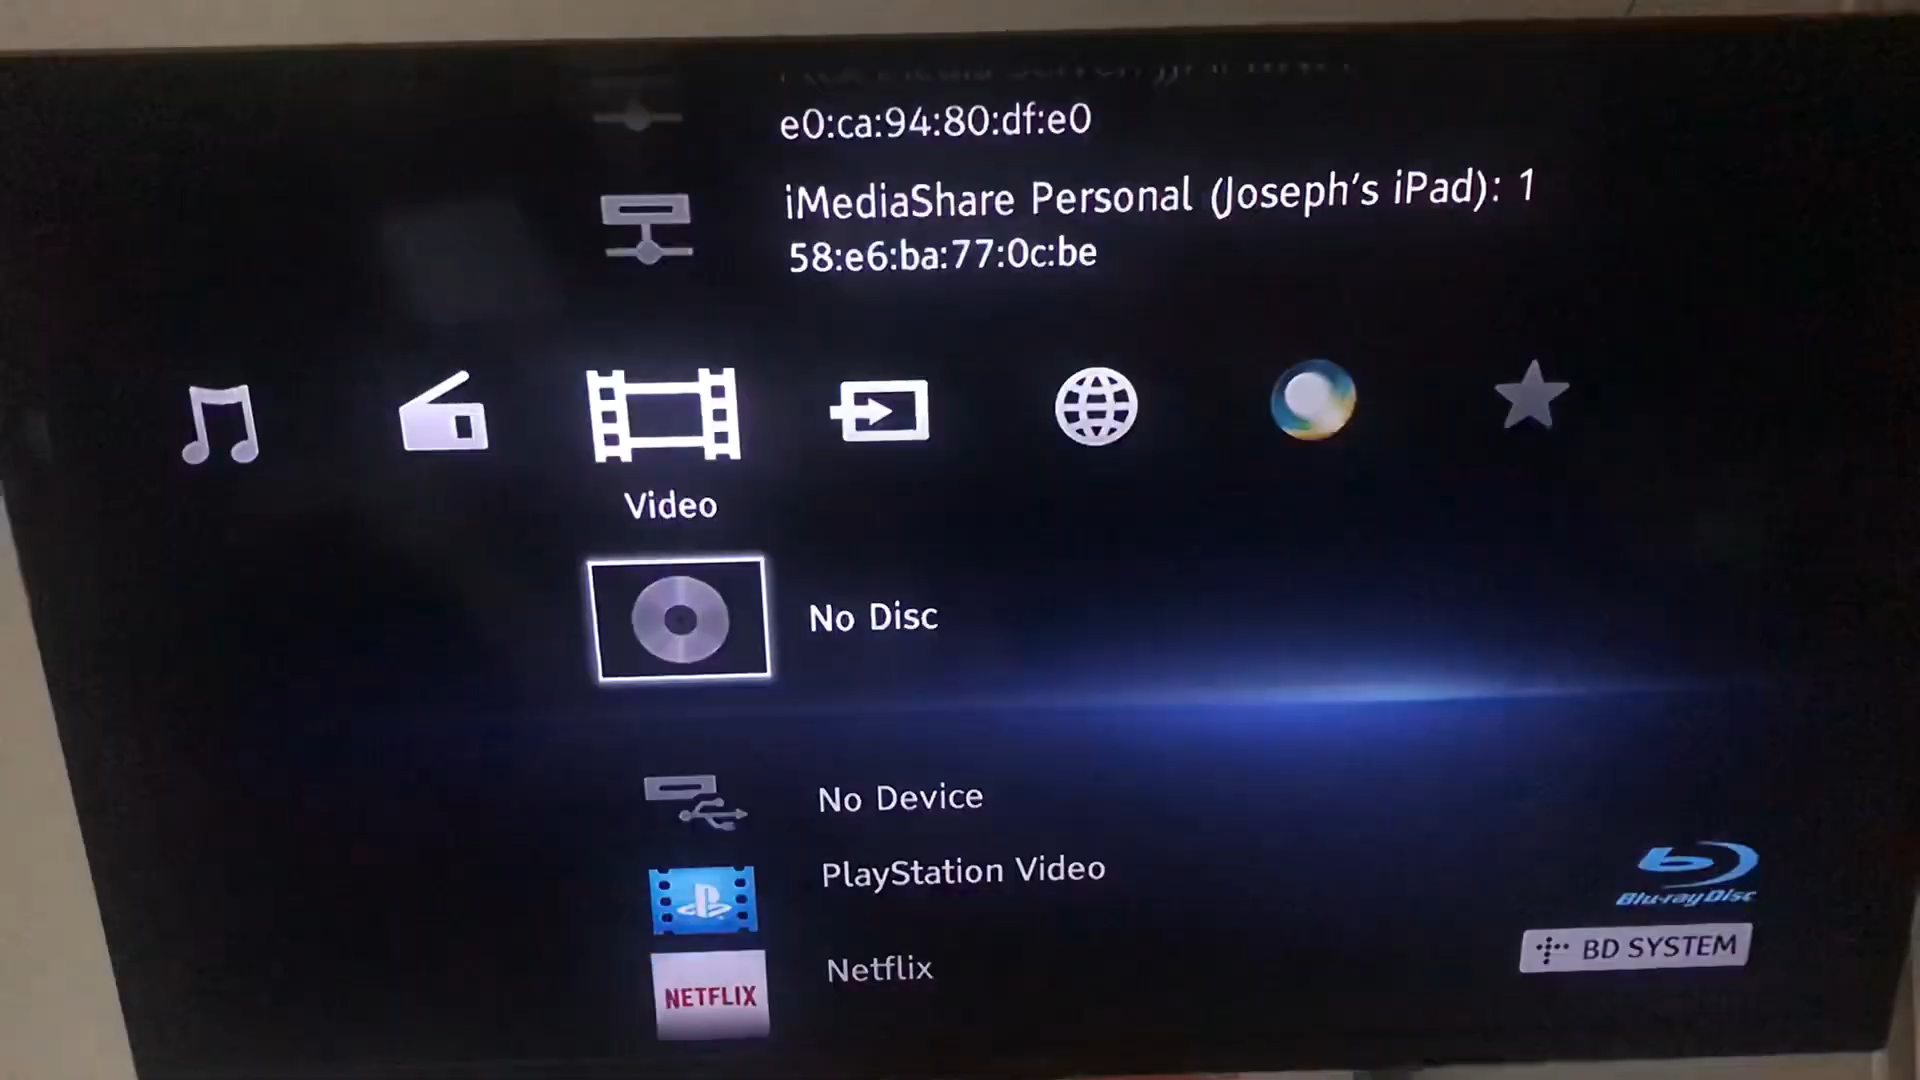 e0:ca:94:80:df:e0
iMediaShare Personal (Joseph's iPad): 1
58:e6:ba:77:0c:be
Video
No Disc
No Device
PlayStation Video
NETFLIX
Netflix
Blu-ray Disc
BD SYSTEM